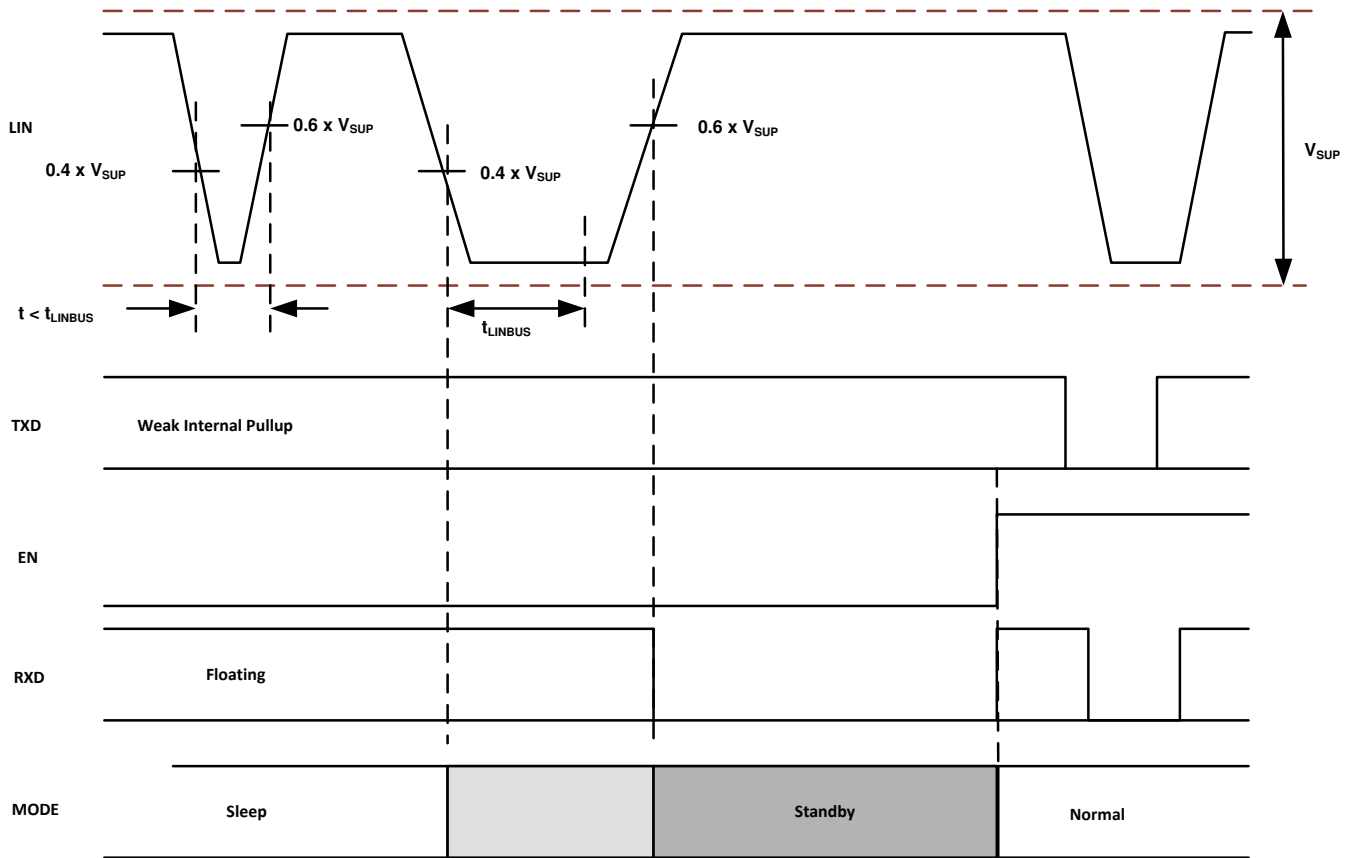 LIN
0.4 x VSUP
0.6 x VSUP
0.4 x VSUP
0.6 x VSUP
VSUP
t < tLINBUS
tLINBUS
TXD
Weak Internal Pullup
EN
RXD
Floating
MODE
Sleep
Standby
Normal